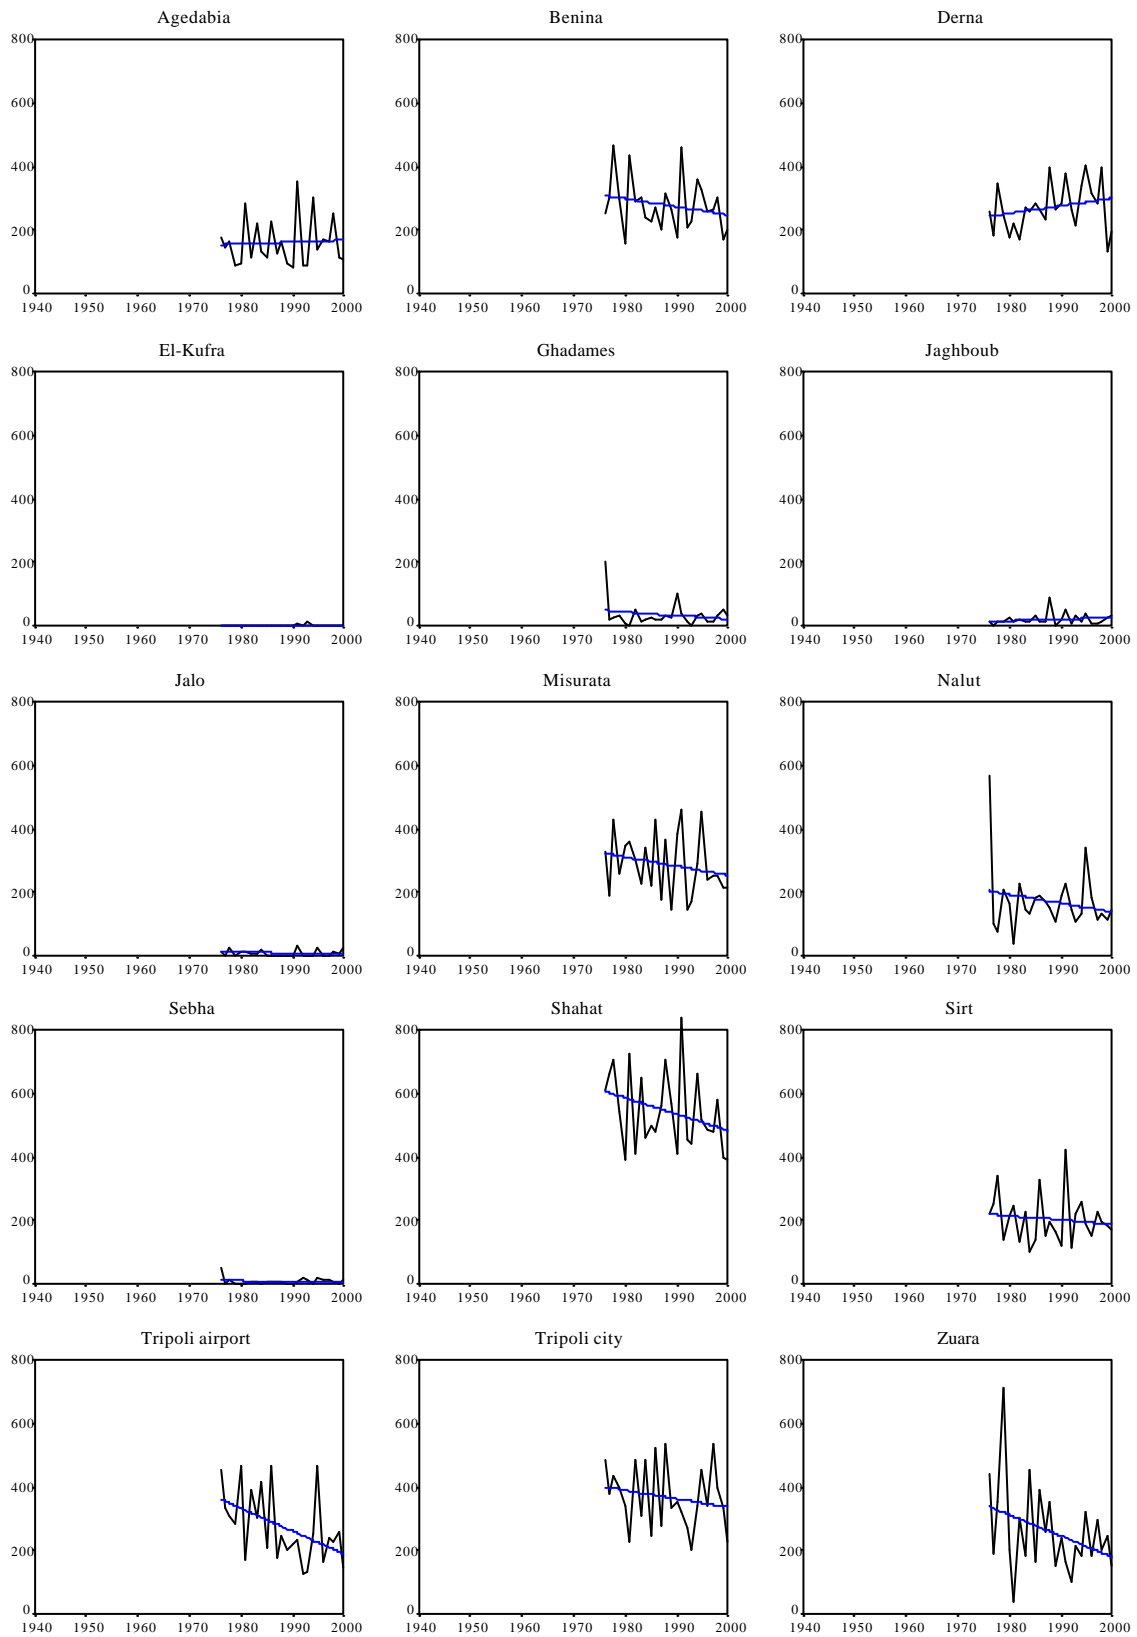 Agedabia Benina Derna
800 800 800
600 600 600
400 400 400
200 200 200
0 0 0
1940 1950 1960 1970 1980 1990 2000 1940 1950 1960 1970 1980 1990 2000 1940 1950 1960 1970 1980 1990 2000
El-Kufra Ghadames Jaghboub
800 800 800
600 600 600
400 400 400
200 200 200
0 0 0
1940 1950 1960 1970 1980 1990 2000 1940 1950 1960 1970 1980 1990 2000 1940 1950 1960 1970 1980 1990 2000
Jalo Misurata Nalut
800 800 800
600 600 600
400 400 400
200 200 200
0 0 0
1940 1950 1960 1970 1980 1990 2000 1940 1950 1960 1970 1980 1990 2000 1940 1950 1960 1970 1980 1990 2000
Sebha Shahat Sirt
800 800 800
600 600 600
400 400 400
200 200 200
0 0 0
1940 1950 1960 1970 1980 1990 2000 1940 1950 1960 1970 1980 1990 2000 1940 1950 1960 1970 1980 1990 2000
Tripoli airport Tripoli city Zuara
800 800 800
600 600 600
400 400 400
200 200 200
0 0 0
1940 1950 1960 1970 1980 1990 2000 1940 1950 1960 1970 1980 1990 2000 1940 1950 1960 1970 1980 1990 2000